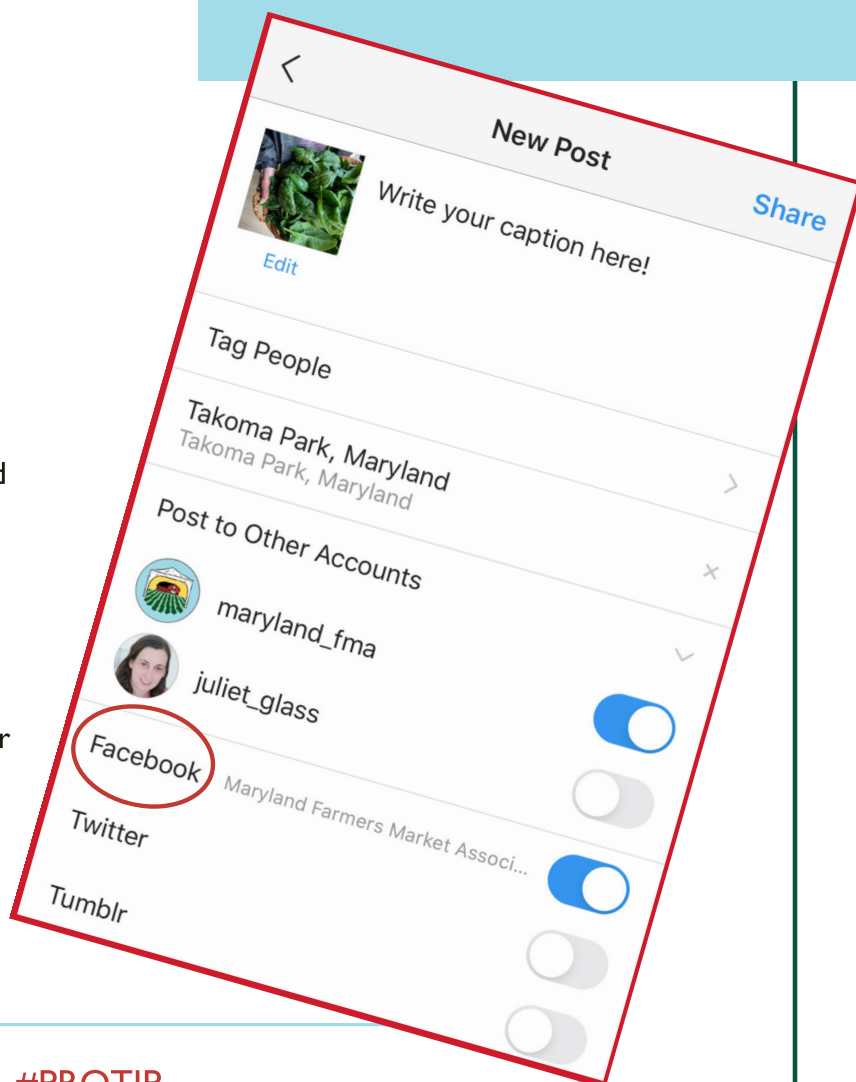 New Post
Share
Write your caption here!
Edit
Tag People
Takoma Park, Maryland
Takoma Park, Maryland
Post to Other Accounts
maryland_fma
juliet_glass
Facebook
Maryland Farmers Market Associ...
Twitter
Tumblr
#PROTIP